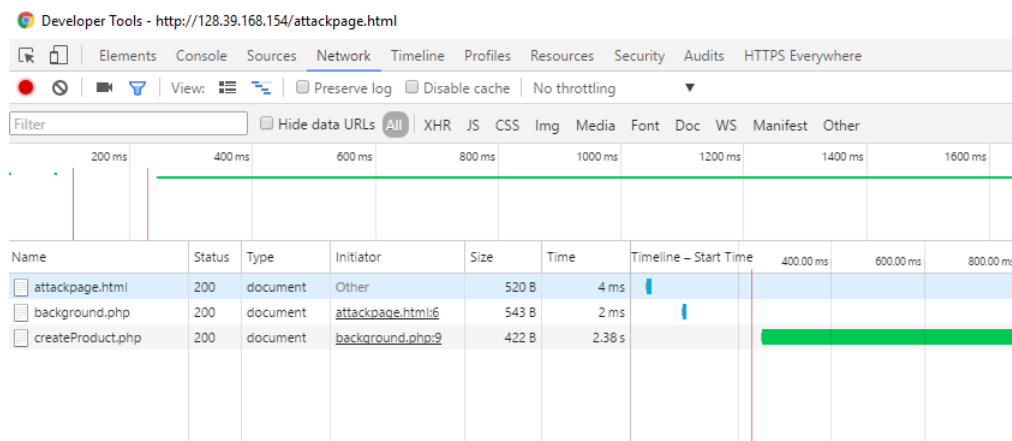 Developer Tools - http://128.39.168.154/attackpage.html
Elements Console Sources Network Timeline Profiles Resources Security Audits HTTPS Everywhere
View: Preserve log Disable cache No throttling
Filter Hide data URLs All XHR JS CSS Img Media Font Doc WS Manifest Other
200 ms 400 ms 600 ms 800 ms 1000 ms 1200 ms 1400 ms 1600 ms
Name Status Type Initiator Size Time Timeline – Start Time 400.00 ms 600.00 ms 800.00 ms
attackpage.html 200 document Other 520 B 4 ms
background.php 200 document attackpage.html:6 543 B 2 ms
createProduct.php 200 document background.php:9 422 B 2.38 s